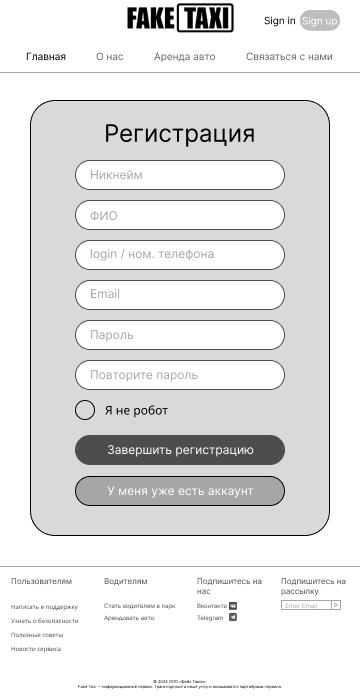 FAKE TAXI
Sign in Sign up
Главная О нас Аренда авто Связаться с нами
Регистрация
Никнейм
ФИО
login / ном. телефона
Email
Пароль
Повторите пароль
Я не робот
Завершить регистрацию
У меня уже есть аккаунт
Пользователям
Написать в поддержку
Узнать о безопасности
Полезные советы
Новости сервиса
Водителям
Стать водителем в парк
Арендовать авто
Подпишитесь на
нас
Вконтакте
Telegram
Подпишитесь на
рассылку
Enter Email
© 2024 ООО «Фейк Такси»
Fake Taxi — информационный сервис. Транспортные и иные услуги оказываются партнёрами сервиса.